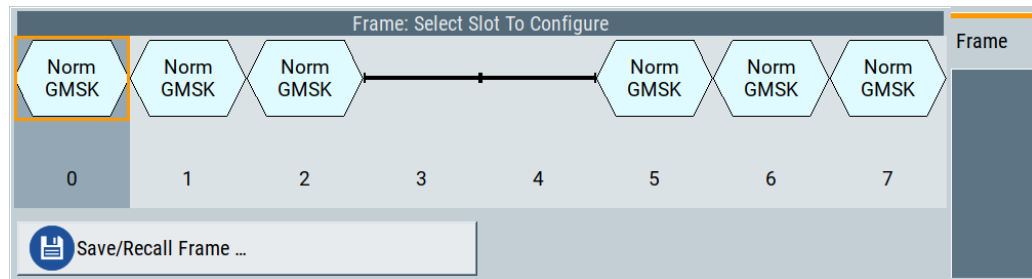 Frame: Select Slot To Configure
Frame
Norm
GMSK
Norm
GMSK
Norm
GMSK
Norm
GMSK
Norm
GMSK
Norm
GMSK
0 1 2 3 4 5 6 7
Save/Recall Frame ...